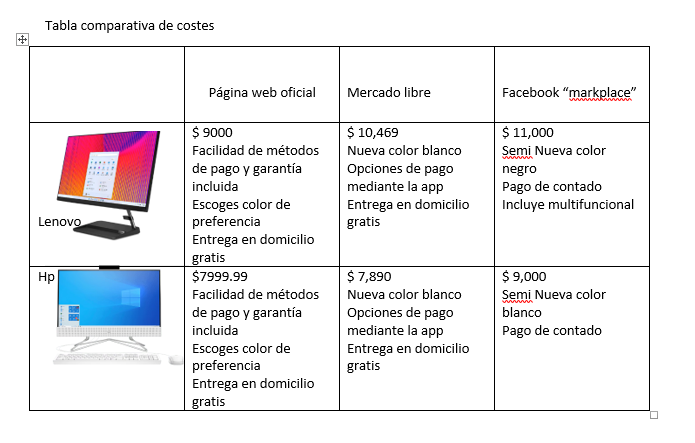 Tabla comparativa de costes
Página web oficial
Mercado libre
Facebook “markplace”
Lenovo
$ 9000
Facilidad de métodos
de pago y garantía
incluida
Escoges color de
preferencia
Entrega en domicilio
gratis
$ 10,469
Nueva color blanco
Opciones de pago
mediante la app
Entrega en domicilio
gratis
$ 11,000
Semi Nueva color
negro
Pago de contado
Incluye multifuncional
Hp
$7999.99
Facilidad de métodos
de pago y garantía
incluida
Escoges color de
preferencia
Entrega en domicilio
gratis
$ 7,890
Nueva color blanco
Opciones de pago
mediante la app
Entrega en domicilio
gratis
$ 9,000
Semi Nueva color
blanco
Pago de contado